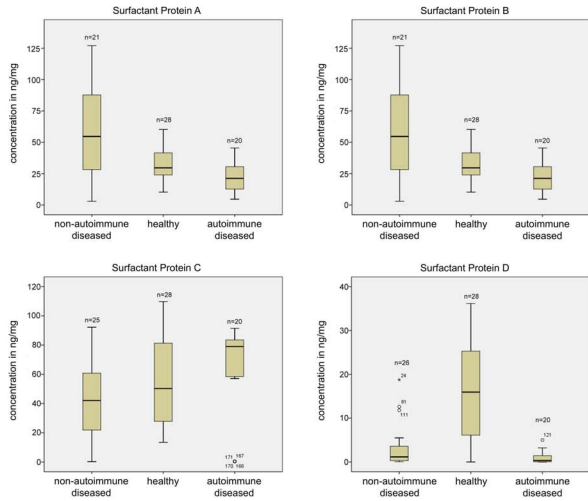 Surfactant Protein A
concentration in ng/mg
125
100
75
50
25
0
n=21
n=28
n=20
non-autoimmune diseased
healthy
autoimmune diseased
Surfactant Protein B
concentration in ng/mg
125
100
75
50
25
0
n=21
n=28
n=20
non-autoimmune diseased
healthy
autoimmune diseased
Surfactant Protein C
concentration in ng/mg
120
100
80
60
40
20
0
n=25
n=28
n=20
171 167
170 168
non-autoimmune diseased
healthy
autoimmune diseased
Surfactant Protein D
concentration in ng/mg
40
30
20
10
0
n=26
24
81
111
n=28
n=20
121
non-autoimmune diseased
healthy
autoimmune diseased